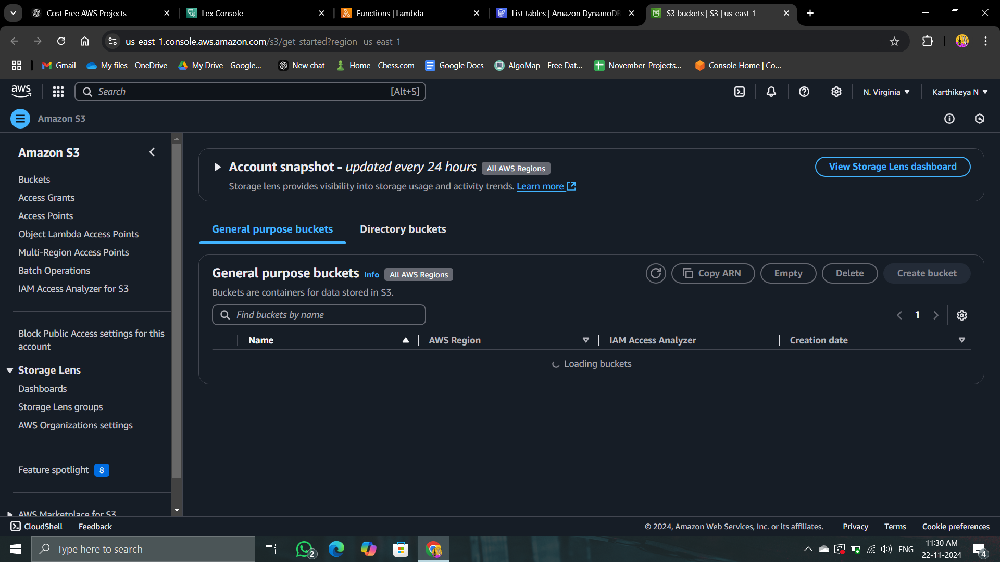 Cost Free AWS Projects
Lex Console
Functions | Lambda
List tables | Amazon DynamoDB
S3 buckets | S3 | us-east-1
us-east-1.console.aws.amazon.com/s3/get-started?region=us-east-1
Gmail
My files - OneDrive
My Drive - Google...
New chat
Home - Chess.com
Google Docs
AlgoMap - Free Dat...
November_Projects...
Console Home | Co...
aws
Search
[Alt+S]
N. Virginia
Karthikeya N
Amazon S3
Amazon S3
Buckets
Access Grants
Access Points
Object Lambda Access Points
Multi-Region Access Points
Batch Operations
IAM Access Analyzer for S3
Block Public Access settings for this
account
Storage Lens
Dashboards
Storage Lens groups
AWS Organizations settings
Feature spotlight 8
AWS Marketplace for S3
Account snapshot - updated every 24 hours All AWS Regions
View Storage Lens dashboard
Storage lens provides visibility into storage usage and activity trends. Learn more
General purpose buckets
Directory buckets
General purpose buckets Info All AWS Regions
Copy ARN
Empty
Delete
Create bucket
Buckets are containers for data stored in S3.
Find buckets by name
1
Name
AWS Region
IAM Access Analyzer
Creation date
Loading buckets
CloudShell
Feedback
© 2024, Amazon Web Services, Inc. or its affiliates.
Privacy
Terms
Cookie preferences
Type here to search
2
ENG
11:30 AM
22-11-2024
4